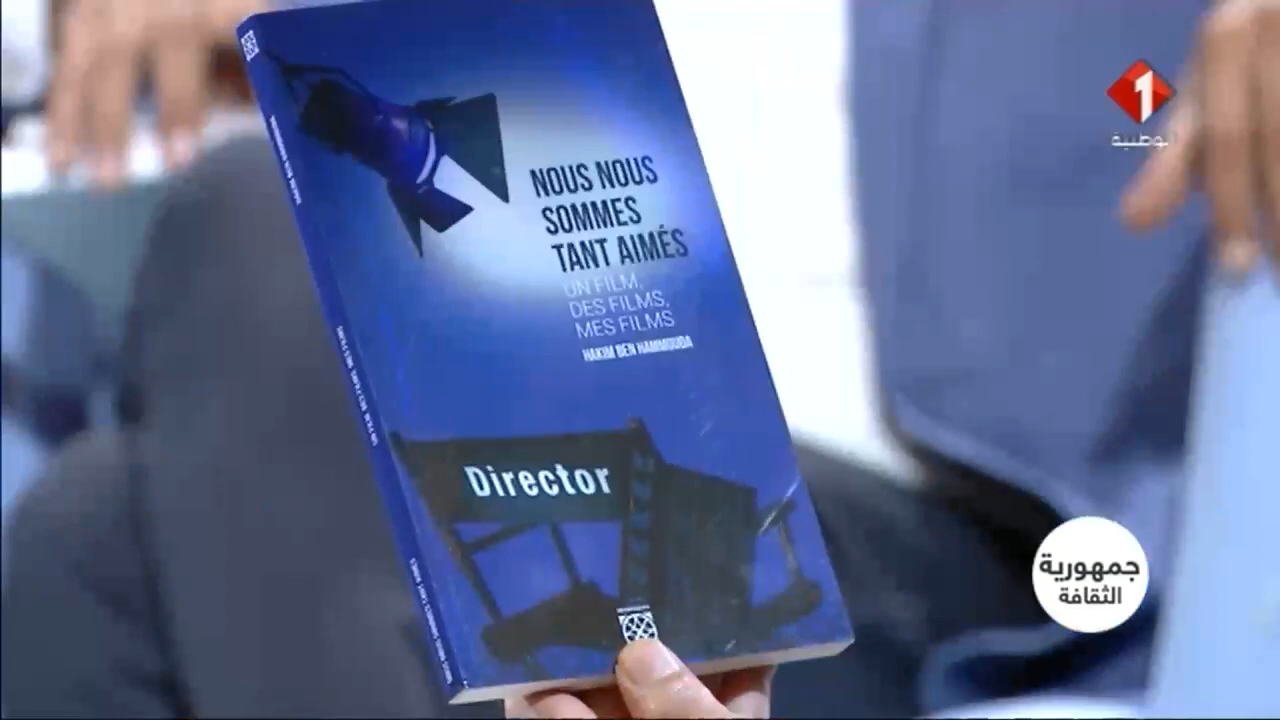 NOUS NOUS
SOMMES
TANT AIMÉS
UN FILM,
DES FILMS,
MES FILMS
HAKIM BEN HAMMOUDA
Director
1
الوطنية
جمهورية
الثقافة